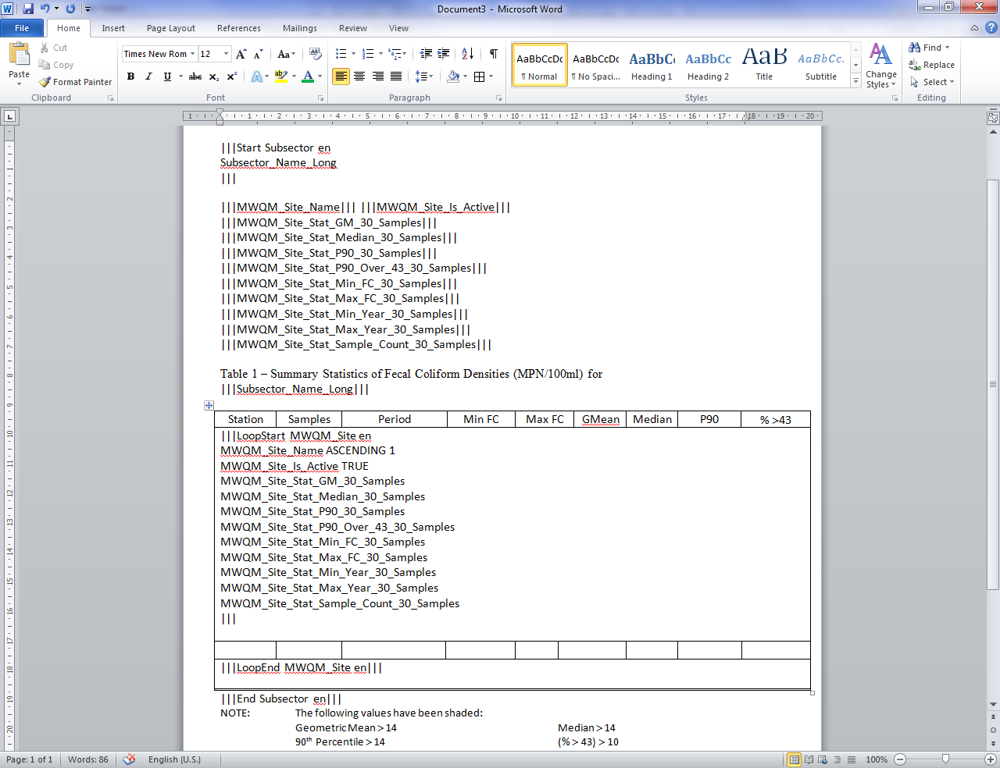 Document3 - Microsoft Word
File Home Insert Page Layout References Mailings Review View
Paste
Cut
Copy
Format Painter
Clipboard
Times New Rom 12
Font
Paragraph
AaBbCcDc AaBbCcDc AaBbCc AaBbCc AaB AaBbCc.
¶ Normal ¶ No Spaci... Heading 1 Heading 2 Title Subtitle
Styles
Change Styles
Find
Replace
Select
Editing
|||Start Subsector en
Subsector_Name_Long
|||
|||MWQM_Site_Name||| |||MWQM_Site_Is_Active|||
|||MWQM_Site_Stat_GM_30_Samples|||
|||MWQM_Site_Stat_Median_30_Samples|||
|||MWQM_Site_Stat_P90_30_Samples|||
|||MWQM_Site_Stat_P90_Over_43_30_Samples|||
|||MWQM_Site_Stat_Min_FC_30_Samples|||
|||MWQM_Site_Stat_Max_FC_30_Samples|||
|||MWQM_Site_Stat_Min_Year_30_Samples|||
|||MWQM_Site_Stat_Max_Year_30_Samples|||
|||MWQM_Site_Stat_Sample_Count_30_Samples|||
Table 1 – Summary Statistics of Fecal Coliform Densities (MPN/100ml) for
|||Subsector_Name_Long|||
Station Samples Period Min FC Max FC GMean Median P90 % >43
|||LoopStart MWQM_Site en
MWQM_Site_Name ASCENDING 1
MWQM_Site_Is_Active TRUE
MWQM_Site_Stat_GM_30_Samples
MWQM_Site_Stat_Median_30_Samples
MWQM_Site_Stat_P90_30_Samples
MWQM_Site_Stat_P90_Over_43_30_Samples
MWQM_Site_Stat_Min_FC_30_Samples
MWQM_Site_Stat_Max_FC_30_Samples
MWQM_Site_Stat_Min_Year_30_Samples
MWQM_Site_Stat_Max_Year_30_Samples
MWQM_Site_Stat_Sample_Count_30_Samples
|||
|||LoopEnd MWQM_Site en|||
|||End Subsector en|||
NOTE: The following values have been shaded:
Geometric Mean > 14 Median > 14
90th Percentile > 14 (% > 43) > 10
Page: 1 of 1 Words: 86 English (U.S.) 100%